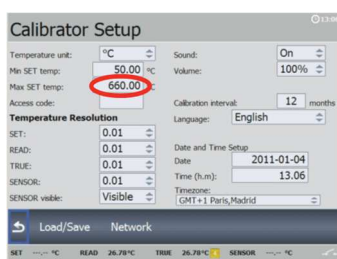 Calibrator Setup
13:06
Temperature unit: °C
Min SET temp: 50.00 °C
Max SET temp: 660.00 °C
Access code:
Temperature Resolution
SET: 0.01
READ: 0.01
TRUE: 0.01
SENSOR: 0.01
SENSOR visible: Visible
Sound: On
Volume: 100%
Calibration interval: 12 months
Language: English
Date and Time Setup
Date 2011-01-04
Time (h.m): 13.06
Timezone:
GMT+1 Paris,Madrid
Load/Save Network
SET ---.-- °C READ 26.78°C TRUE 26.78°C SENSOR ---.-- °C